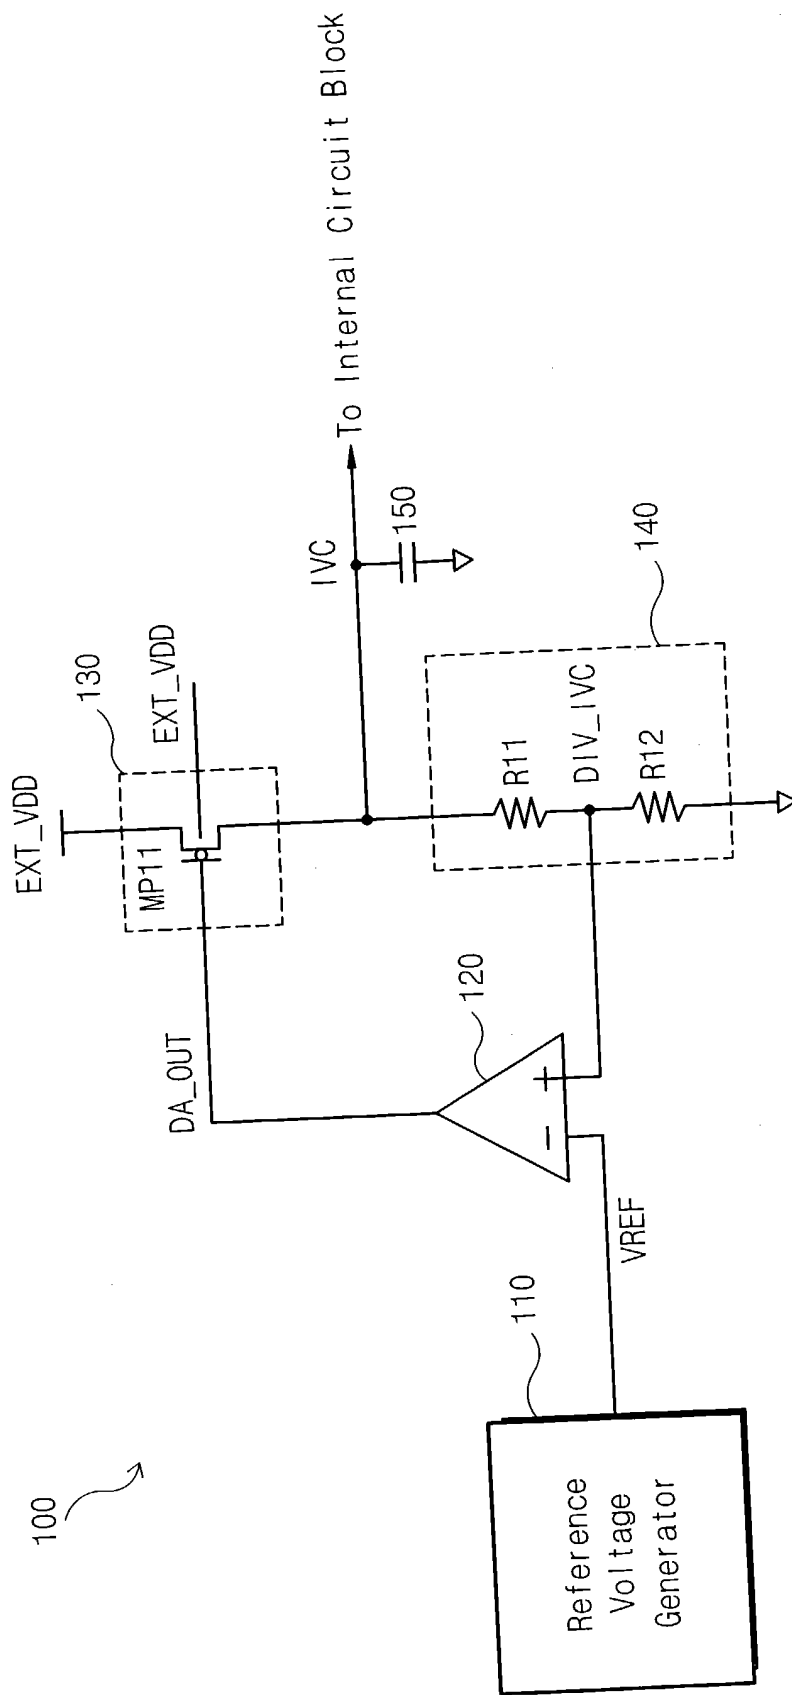 100
EXT_VDD
130
MP11
EXT_VDD
DA_OUT
IVC
To Internal Circuit Block
150
120
-
+
140
R11
DIV_IVC
R12
110
VREF
Reference
Voltage
Generator